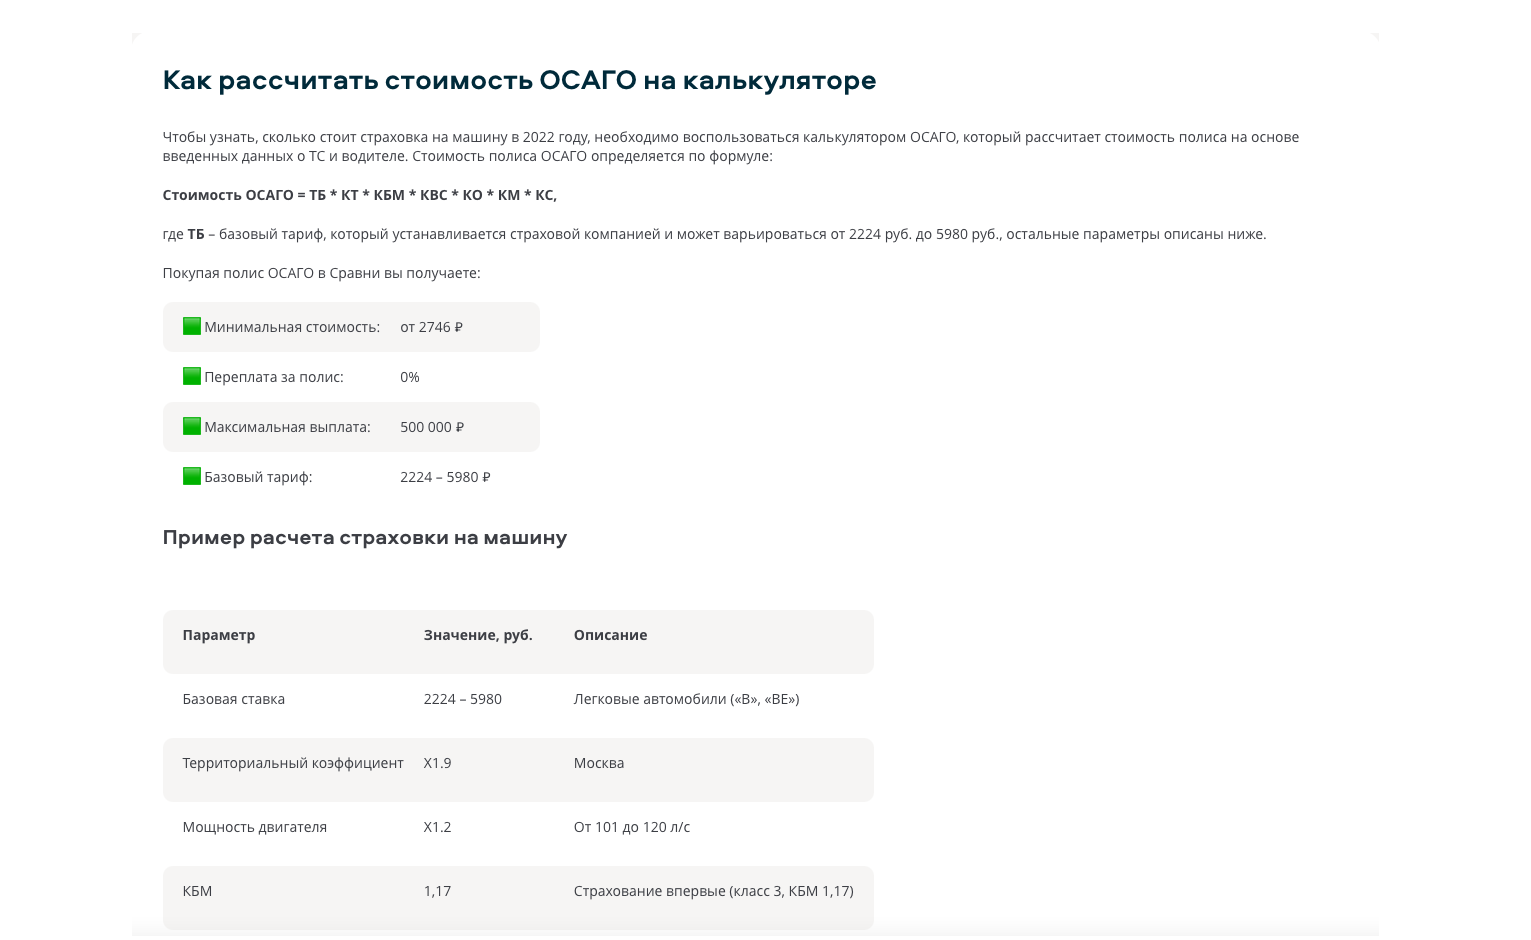 Как рассчитать стоимость ОСАГО на калькуляторе
Чтобы узнать, сколько стоит страховка на машину в 2022 году, необходимо воспользоваться калькулятором ОСАГО, который рассчитает стоимость полиса на основе
введенных данных о ТС и водителе. Стоимость полиса ОСАГО определяется по формуле:
Стоимость ОСАГО = ТБ * КТ * КБМ * КВС * КО * КМ * КС,
где ТБ – базовый тариф, который устанавливается страховой компанией и может варьироваться от 2224 руб. до 5980 руб., остальные параметры описаны ниже.
Покупая полис ОСАГО в Сравни вы получаете:
Минимальная стоимость: от 2746 ₽
Переплата за полис: 0%
Максимальная выплата: 500 000 ₽
Базовый тариф: 2224 – 5980 ₽
Пример расчета страховки на машину
Параметр Значение, руб. Описание
Базовая ставка 2224 – 5980 Легковые автомобили («В», «ВЕ»)
Территориальный коэффициент Х1.9 Москва
Мощность двигателя Х1.2 От 101 до 120 л/с
КБМ 1,17 Страхование впервые (класс 3, КБМ 1,17)